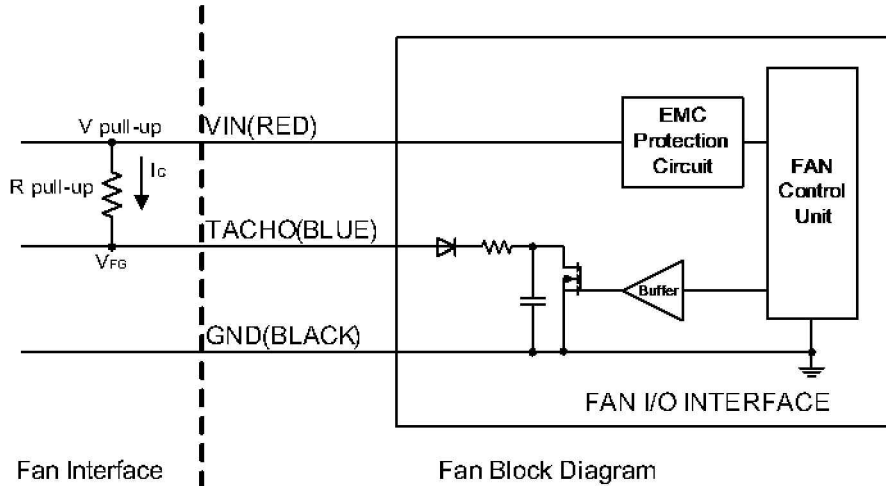 V pull-up
VIN(RED)
EMC
Protection
Circuit
FAN
Control
Unit
R pull-up
IC
TACHO(BLUE)
VFG
Buffer
GND(BLACK)
FAN I/O INTERFACE
Fan Interface
Fan Block Diagram